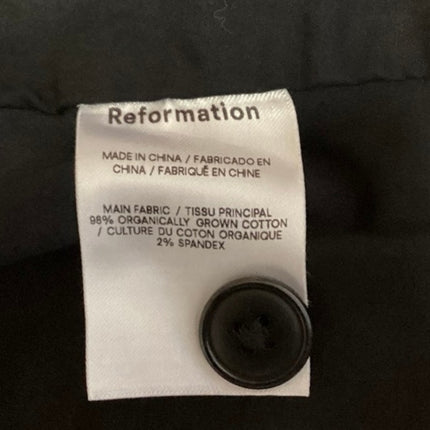 Reformation
MADE IN CHINA / FABRICADO EN
CHINA / FABRIQUÉ EN CHINE
MAIN FABRIC / TISSU PRINCIPAL
98% ORGANICALLY GROWN COTTON
/ CULTURE DU COTON ORGANIQUE
2% SPANDEX